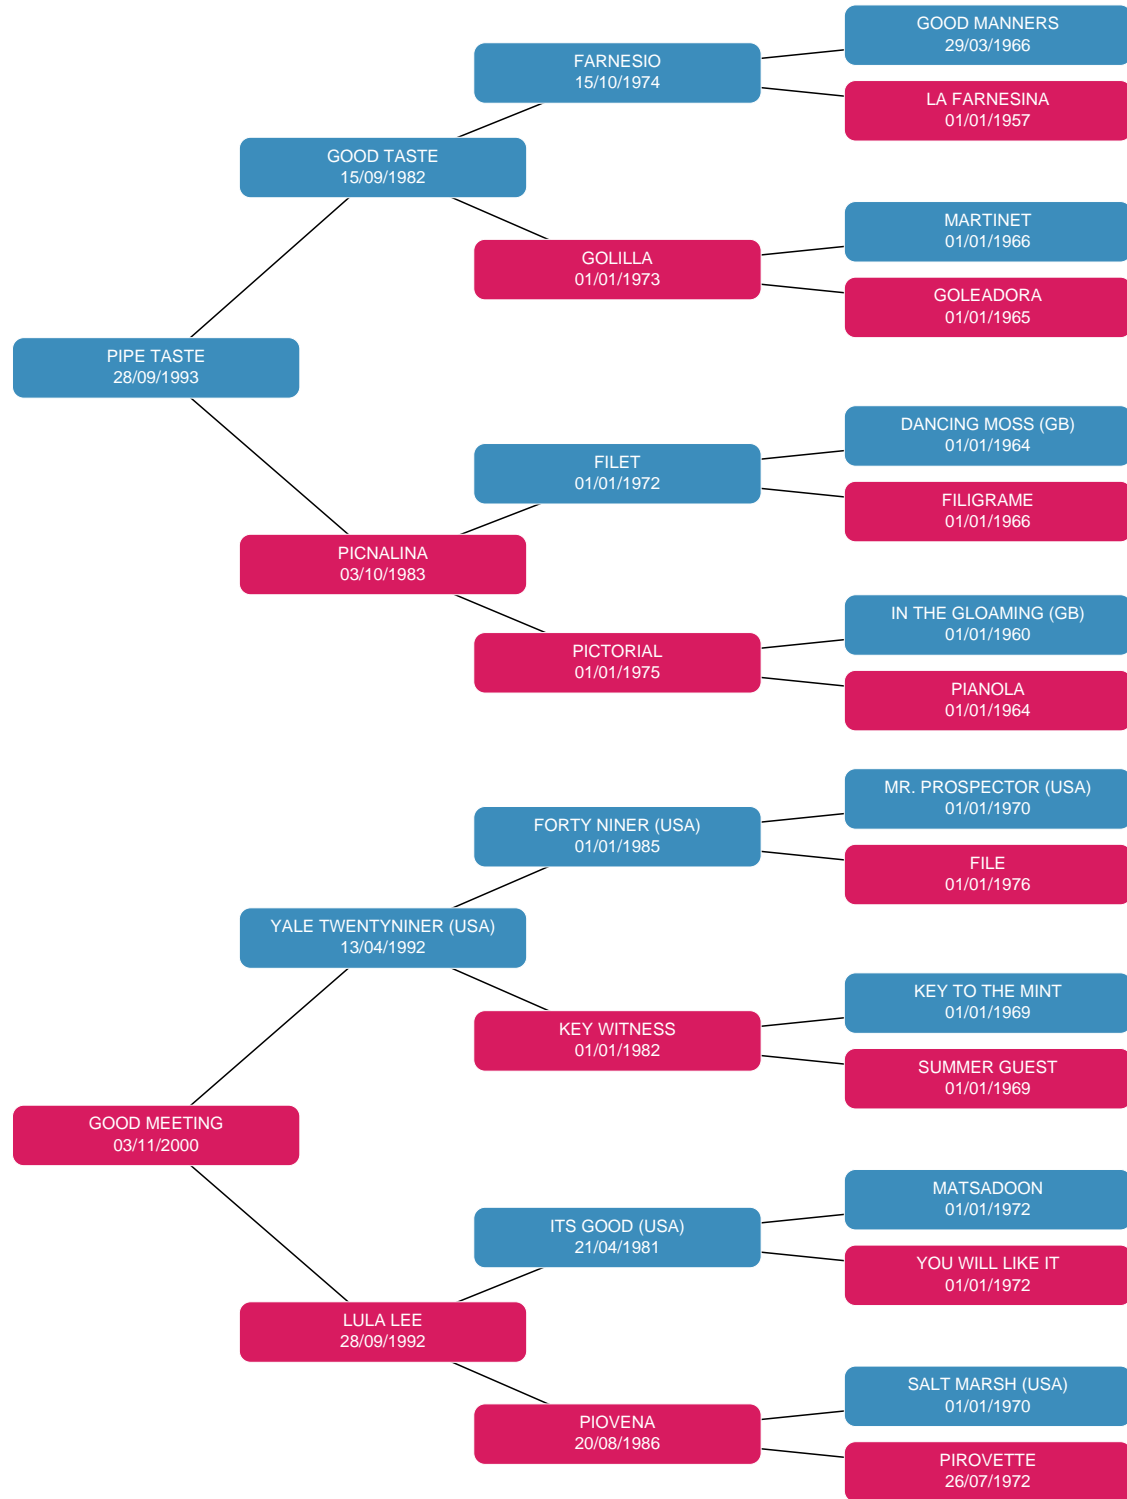 GOOD MANNERS
29/03/1966
FARNESIO
15/10/1974
LA FARNESINA
01/01/1957
GOOD TASTE
15/09/1982
MARTINET
01/01/1966
GOLILLA
01/01/1973
GOLEADORA
01/01/1965
PIPE TASTE
28/09/1993
DANCING MOSS (GB)
01/01/1964
FILET
01/01/1972
FILIGRAME
01/01/1966
PICNALINA
03/10/1983
IN THE GLOAMING (GB)
01/01/1960
PICTORIAL
01/01/1975
PIANOLA
01/01/1964
MR. PROSPECTOR (USA)
01/01/1970
FORTY NINER (USA)
01/01/1985
FILE
01/01/1976
YALE TWENTYNINER (USA)
13/04/1992
KEY TO THE MINT
01/01/1969
KEY WITNESS
01/01/1982
SUMMER GUEST
01/01/1969
GOOD MEETING
03/11/2000
MATSADOON
01/01/1972
ITS GOOD (USA)
21/04/1981
YOU WILL LIKE IT
01/01/1972
LULA LEE
28/09/1992
SALT MARSH (USA)
01/01/1970
PIOVENA
20/08/1986
PIROVETTE
26/07/1972